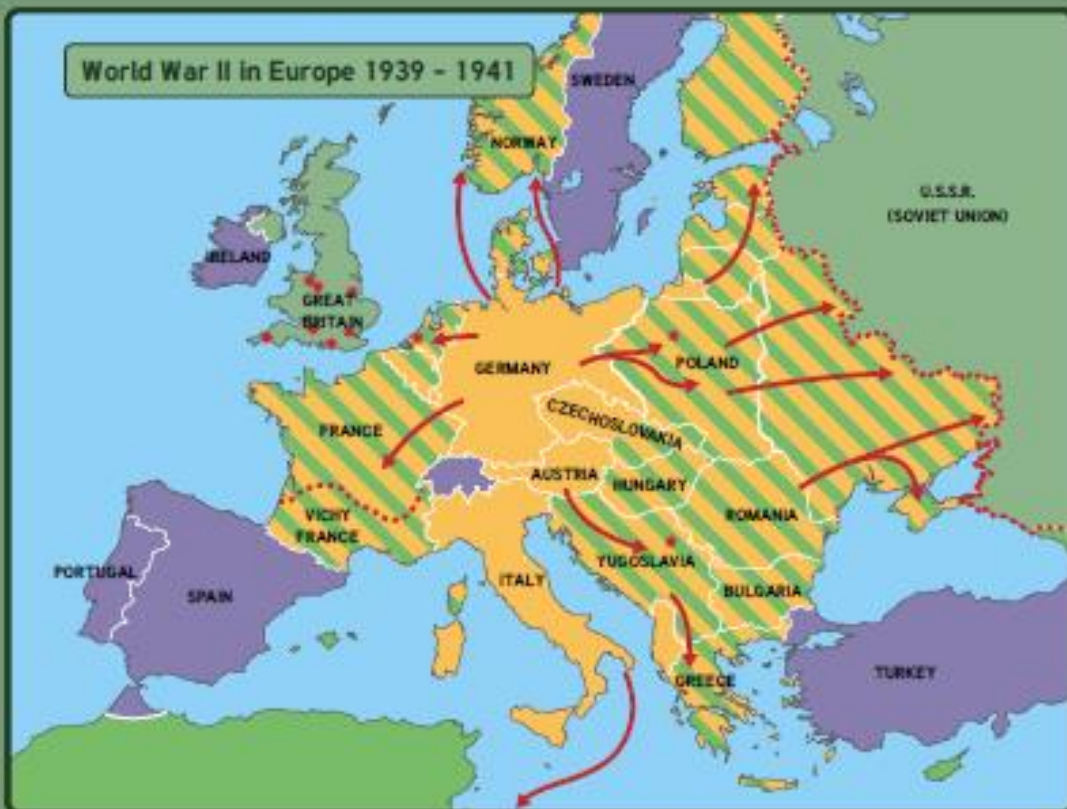 World War II in Europe 1939 - 1941
SWEDEN
NORWAY
U.S.S.R.
(SOVIET UNION)
IRELAND
GREAT
BRITAIN
GERMANY
POLAND
CZECHOSLOVAKIA
FRANCE
AUSTRIA
HUNGARY
VICHY
FRANCE
ROMANIA
YUGOSLAVIA
PORTUGAL
SPAIN
ITALY
BULGARIA
GREECE
TURKEY